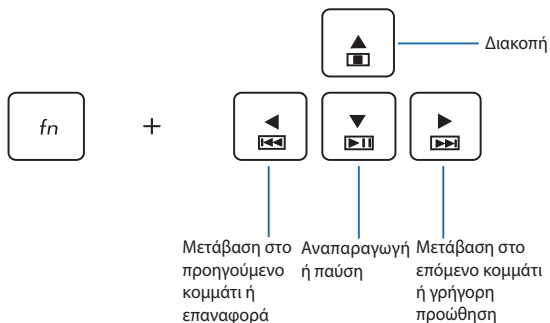 Διακοπή
fn +
Μετάβαση στο
προηγούμενο
κομμάτι ή
επαναφορά
Αναπαραγωγή
ή παύση
Μετάβαση στο
επόμενο κομμάτι
ή γρήγορη
προώθηση